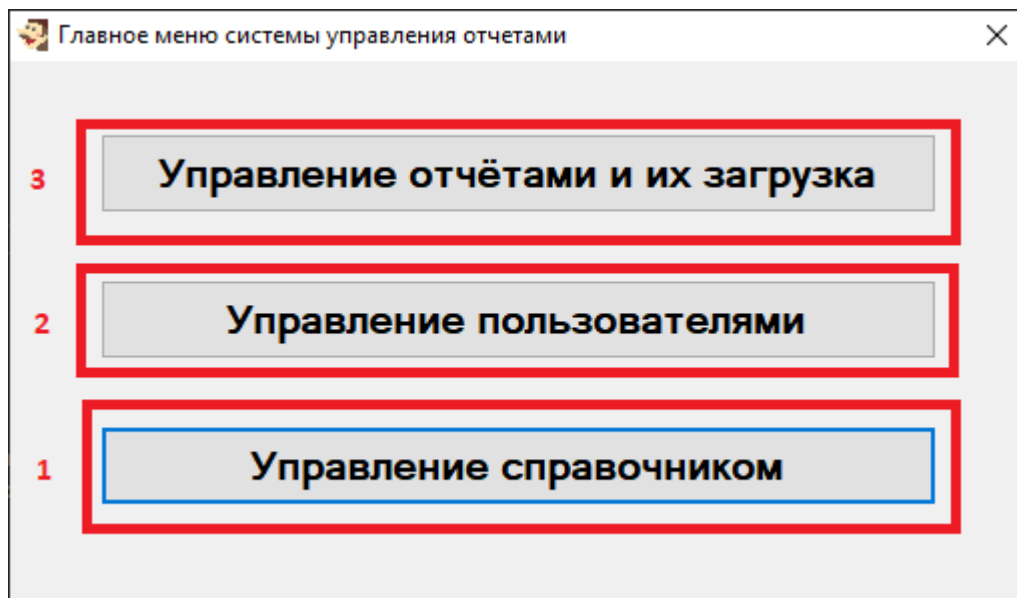 Главное меню системы управления отчетами
3
Управление отчётами и их загрузка
2
Управление пользователями
1
Управление справочником